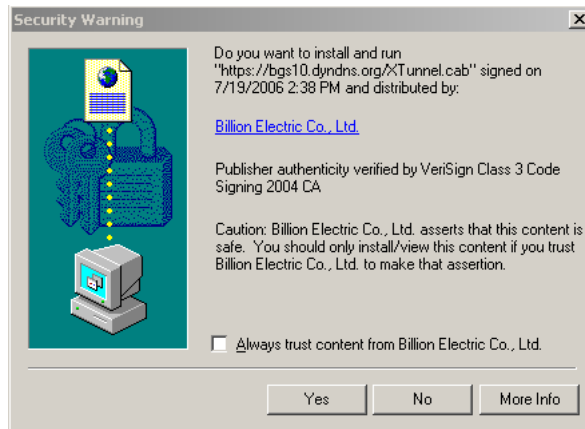 Security Warning
Do you want to install and run
"https://bgs10.dyndns.org/XTunnel.cab" signed on
7/19/2006 2:38 PM and distributed by:
Billion Electric Co., Ltd.
Publisher authenticity verified by VeriSign Class 3 Code
Signing 2004 CA
Caution: Billion Electric Co., Ltd. asserts that this content is
safe. You should only install/view this content if you trust
Billion Electric Co., Ltd. to make that assertion.
Always trust content from Billion Electric Co., Ltd.
Yes No More Info